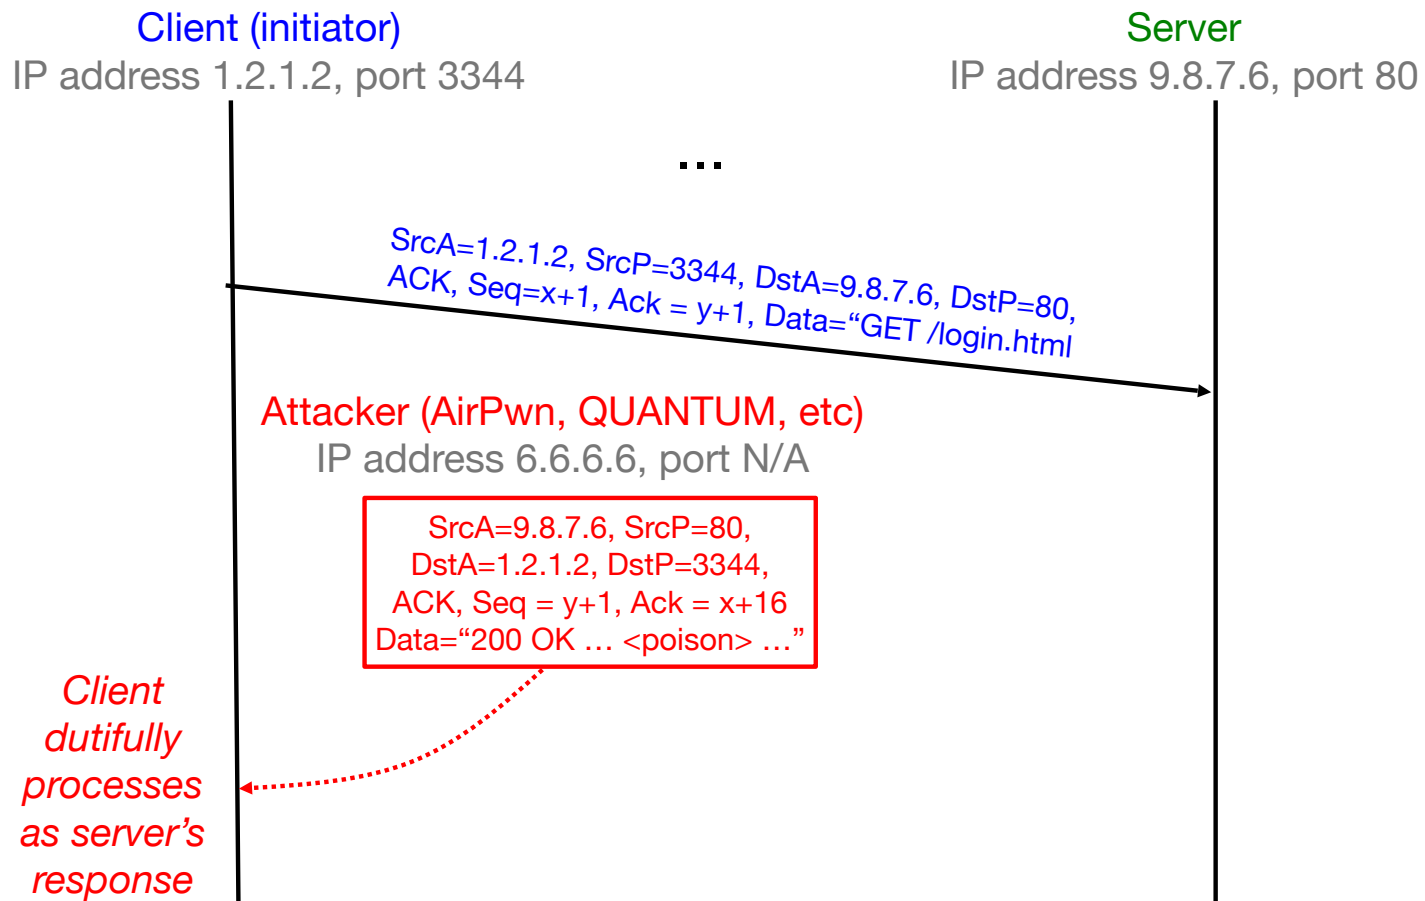 Client (initiator)
IP address 1.2.1.2, port 3344
Server
IP address 9.8.7.6, port 80
...
SrcA=1.2.1.2, SrcP=3344, DstA=9.8.7.6, DstP=80,
ACK, Seq=x+1, Ack = y+1, Data=“GET /login.html
Attacker (AirPwn, QUANTUM, etc)
IP address 6.6.6.6, port N/A
SrcA=9.8.7.6, SrcP=80,
DstA=1.2.1.2, DstP=3344,
ACK, Seq = y+1, Ack = x+16
Data=“200 OK … <poison> …”
Client
dutifully
processes
as server’s
response